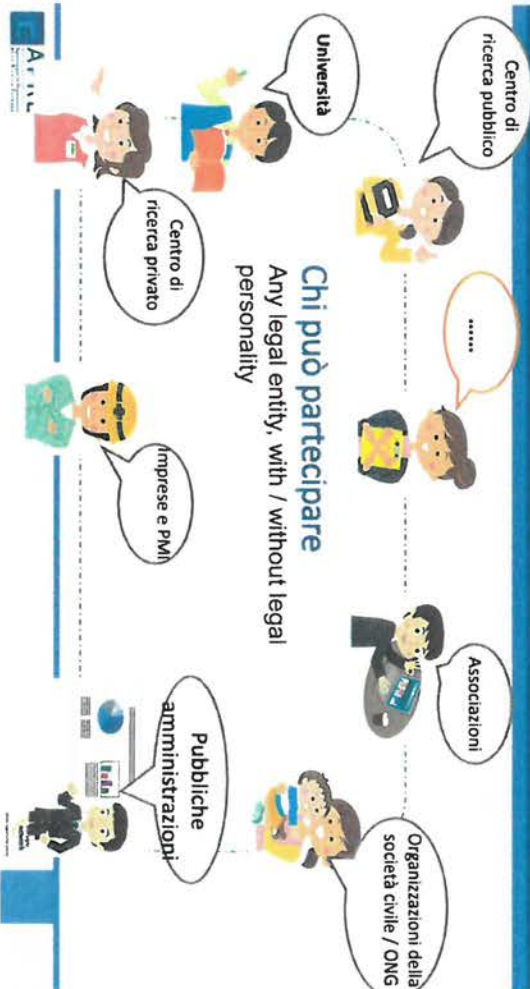 Chi può partecipare
Any legal entity, with / without legal
personality
Centro di
ricerca pubblico
......
Associazioni
Organizzazioni della
società civile / ONG
Università
Centro di
ricerca privato
Imprese e PMI
Pubbliche
amministrazioni